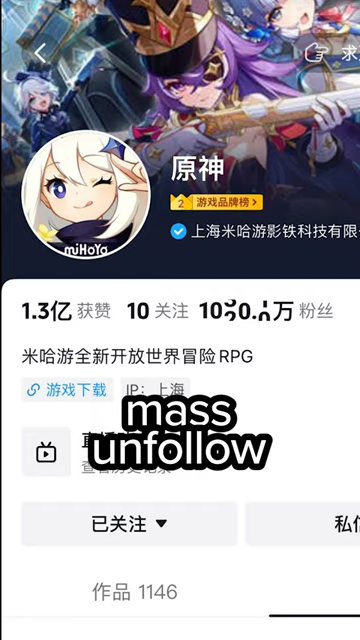 求
miHoYo
原神
2 游戏品牌榜 >
上海米哈游影铁科技有限
1.3亿 获赞 10 关注 万 粉丝
米哈游全新开放世界冒险RPG
游戏下载 IP：上海
mass
unfollow
已关注 私信
作品 1146